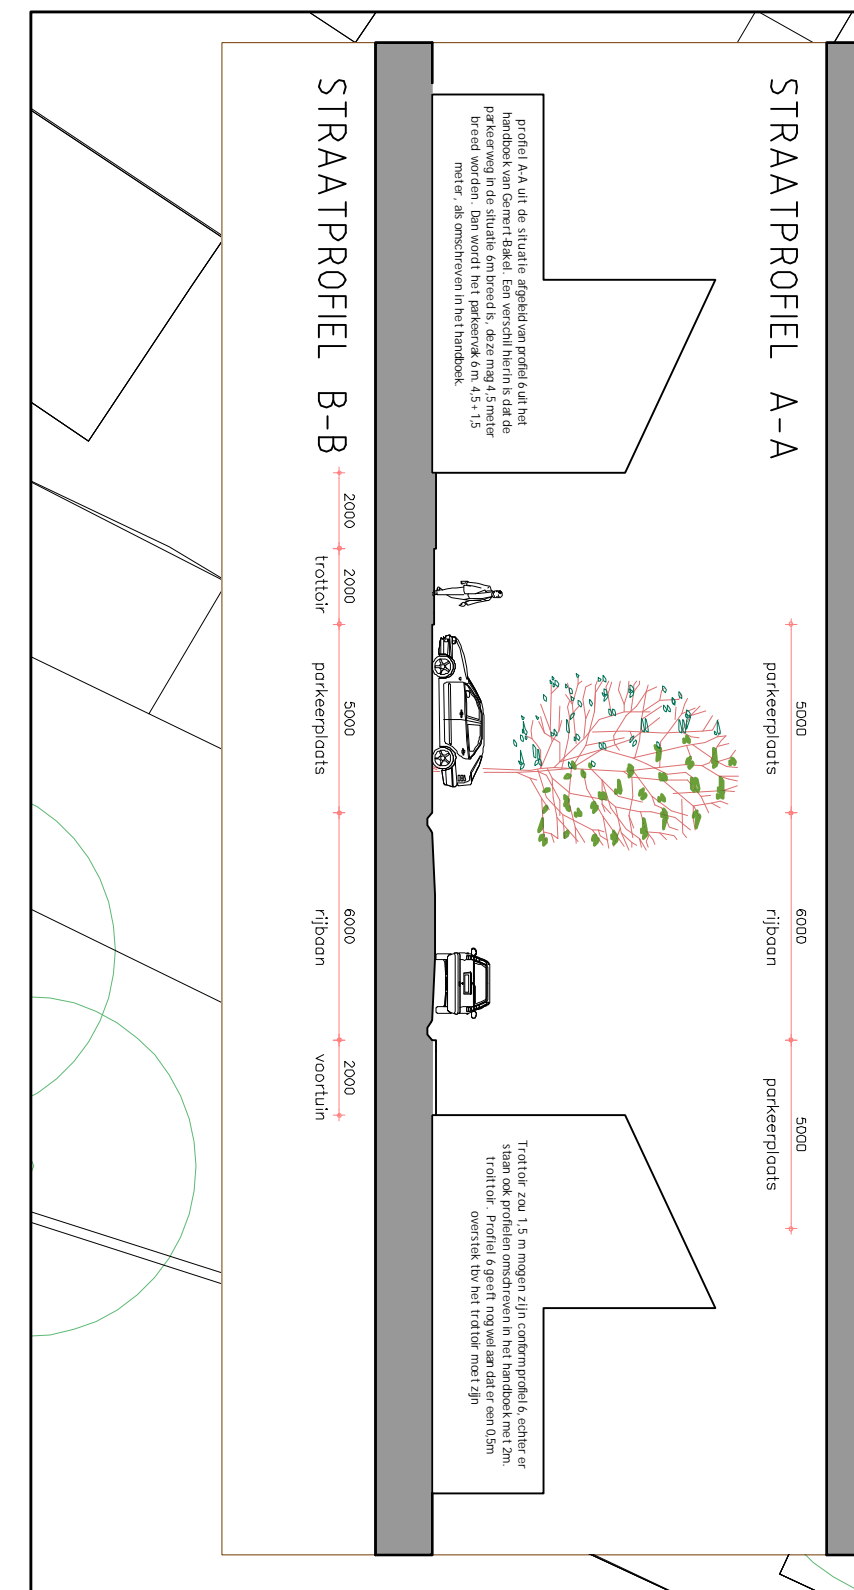 STRAATPROFIEL A-A
5000
6000
5000
parkeerplaats
rijbaan
parkeerplaats
profiel A-A uit de situatie afgeleid van profiel 6 uit het
handboek van Gemert-Bakel. Een verschil hierin is dat de
parkeerweg in de situatie 6m breed is, deze mag 4,5 meter
breed worden. Dan wordt het parkeervak 6 m. 4,5+1,5
meter, als omschreven in het handboek.
Trottoir zou 1,5 m mogen zijn conform profiel 6, echter er
staan ook profielen omschreven in het handboek met 2m.
troittoir. Profiel 6 geeft nog wel aan dat er een 0,5m
overstek tbv het trottoir moet zijn
STRAATPROFIEL B-B
2000
2000
5000
6000
2000
trottoir
parkeerplaats
rijbaan
voortuin